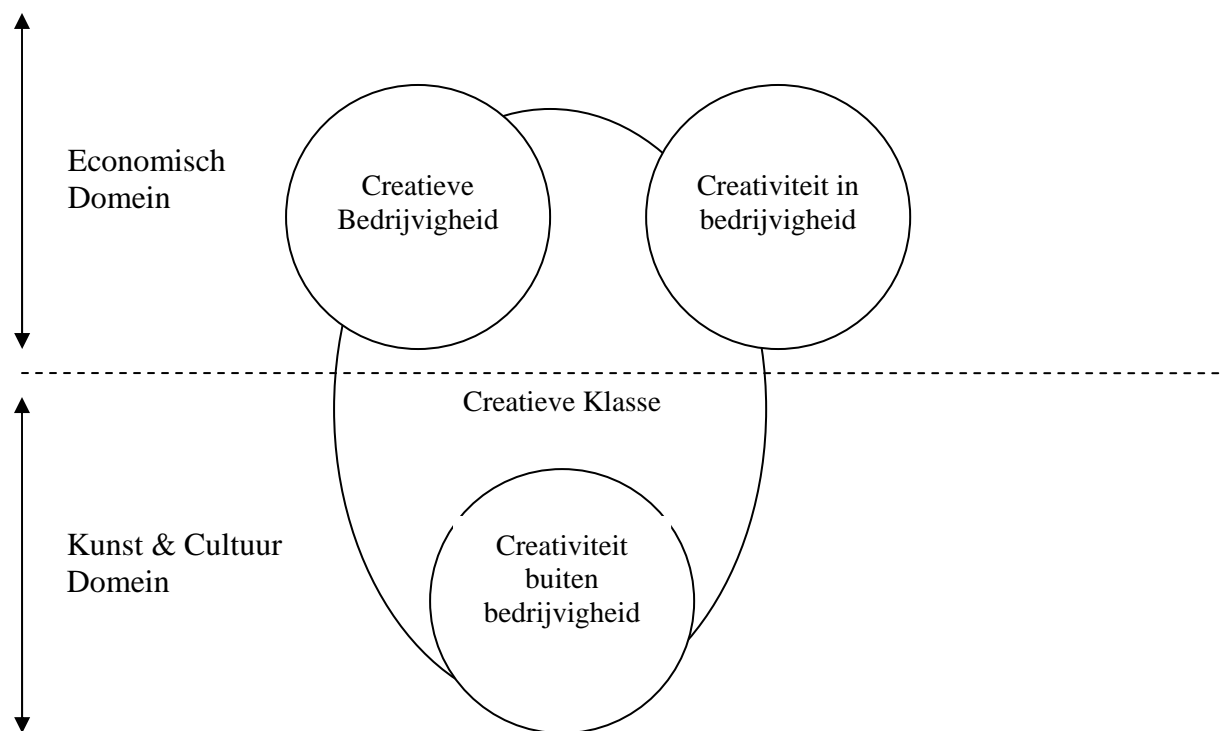 Economisch
Domein
Creatieve
Bedrijvigheid
Creativiteit in
bedrijvigheid
Creatieve Klasse
Kunst & Cultuur
Domein
Creativiteit
buiten
bedrijvigheid